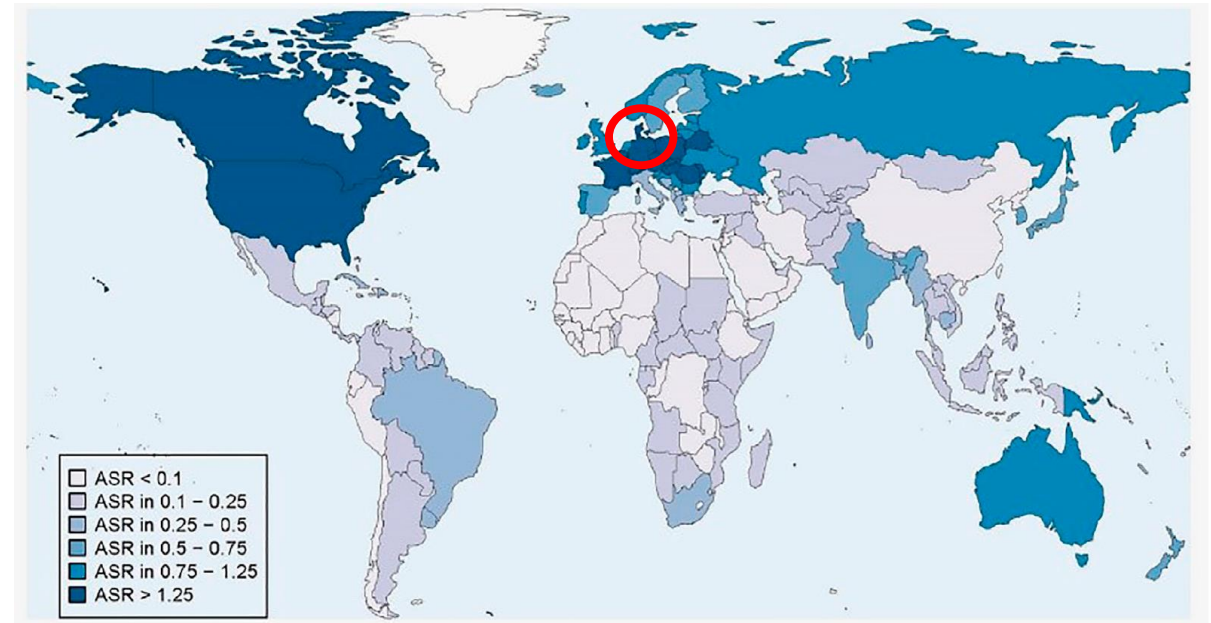 ASR < 0.1
ASR in 0.1 − 0.25
ASR in 0.25 − 0.5
ASR in 0.5 − 0.75
ASR in 0.75 − 1.25
ASR > 1.25